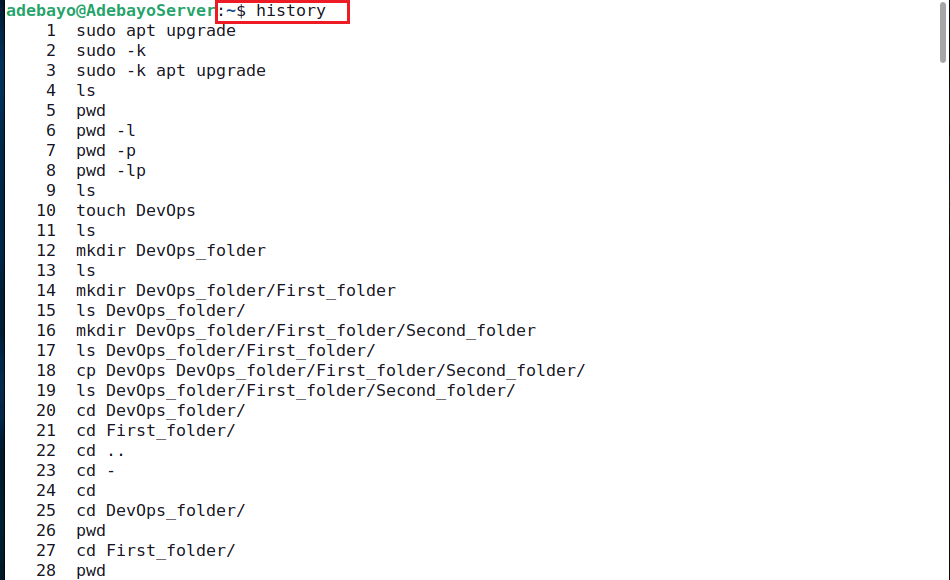 adebayo@AdebayoServer:~$ history
1 sudo apt upgrade
2 sudo -k
3 sudo -k apt upgrade
4 ls
5 pwd
6 pwd -l
7 pwd -p
8 pwd -lp
9 ls
10 touch DevOps
11 ls
12 mkdir DevOps_folder
13 ls
14 mkdir DevOps_folder/First_folder
15 ls DevOps_folder/
16 mkdir DevOps_folder/First_folder/Second_folder
17 ls DevOps_folder/First_folder/
18 cp DevOps DevOps_folder/First_folder/Second_folder/
19 ls DevOps_folder/First_folder/Second_folder/
20 cd DevOps_folder/
21 cd First_folder/
22 cd ..
23 cd -
24 cd
25 cd DevOps_folder/
26 pwd
27 cd First_folder/
28 pwd